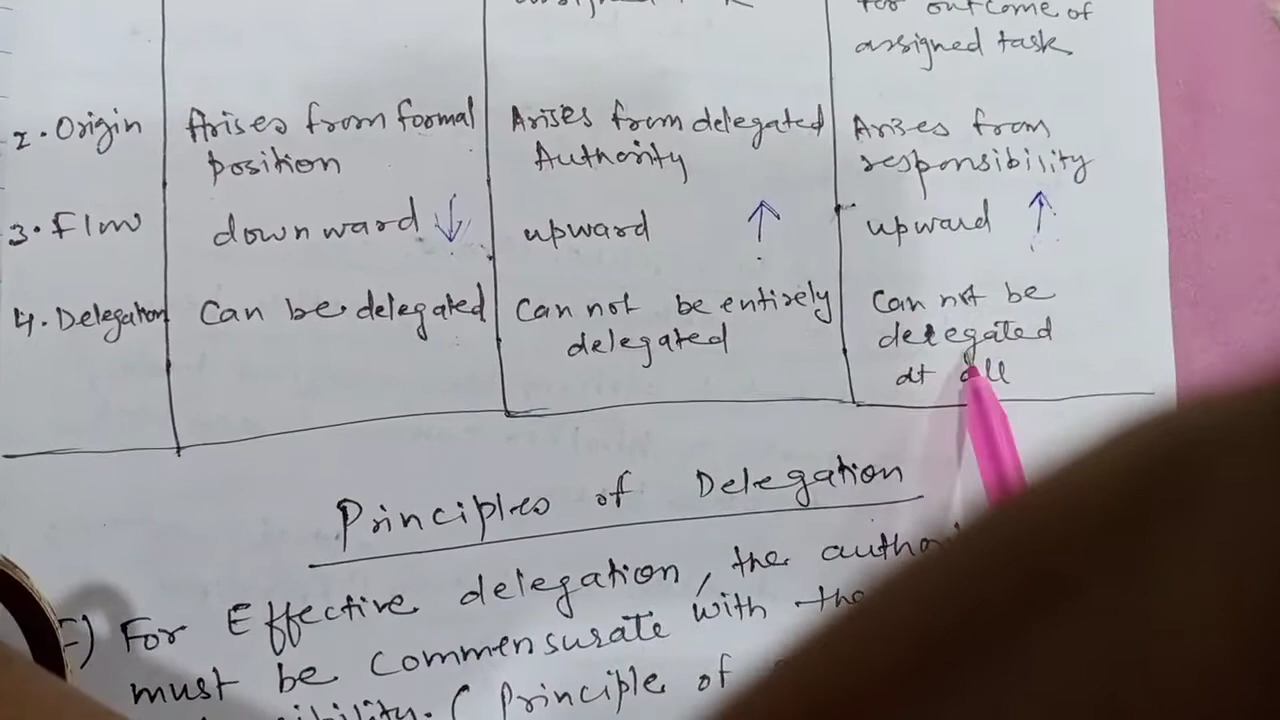 for outcome of
assigned task
2. Origin
Arises from formal
position
Arises from delegated
Authority
Arises from
responsibility
3. Flow
downward ↓
upward ↑
upward ↑
4. Delegation
Can be delegated
Can not be entirely
delegated
Can not be
delegated
at all
Principles of Delegation
For Effective delegation, the
must be commensurate with the
(Principle of